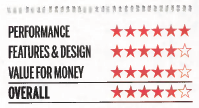 PERFORMANCE ★★★★★★
FEATURES & DESIGN ★★★★★☆
VALUE FOR MONEY ★★★★★☆
OVERALL ★★★★★☆